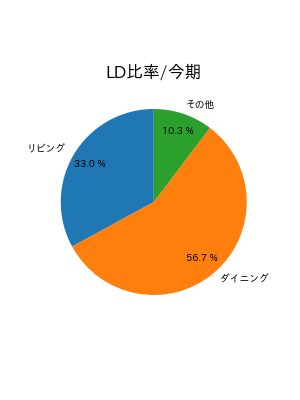 LD比率/今期
その他
10.3 %
リビング
33.0 %
56.7 %
ダイニング